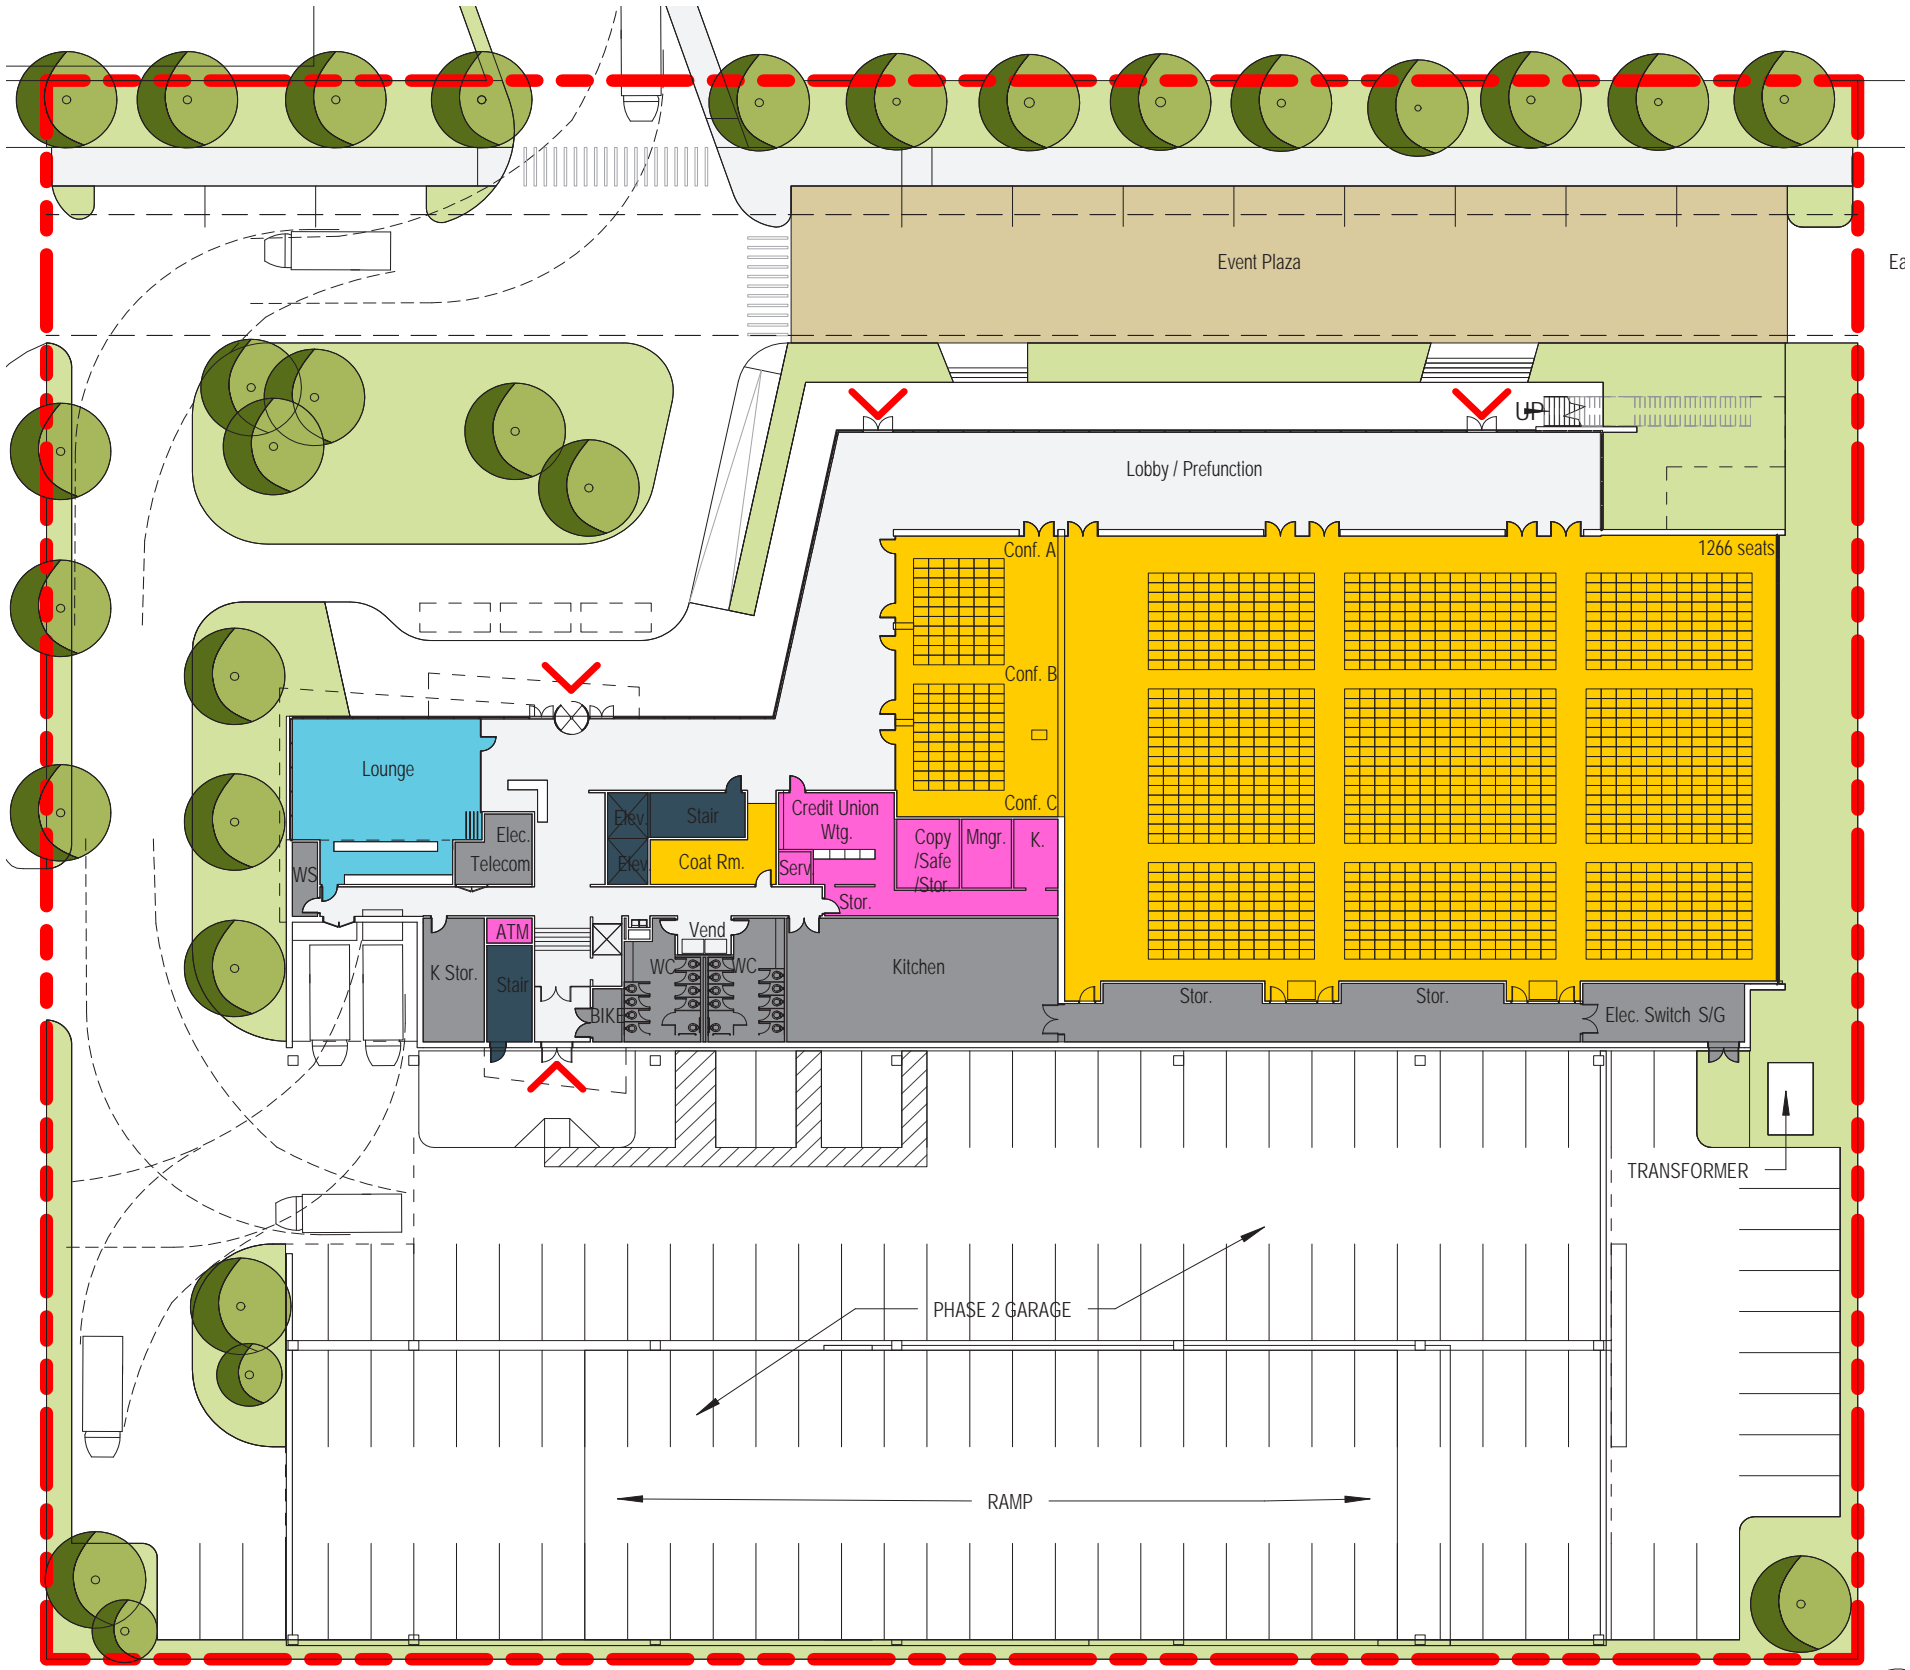 Event Plaza
Ea
UP
Lobby / Prefunction
Conf. A
1266 seats
Conf. B
Lounge
Conf. C
Credit Union
Wtg.
Elev.
Stair
Elec.
Telecom
Copy
/Safe
/Stor.
Mngr.
K.
Elev.
Coat Rm.
Serv.
WS
Stor.
ATM
Vend
K Stor.
Stair
WC
WC
Kitchen
Stor.
Stor.
BIKE
Elec. Switch S/G
TRANSFORMER
PHASE 2 GARAGE
RAMP